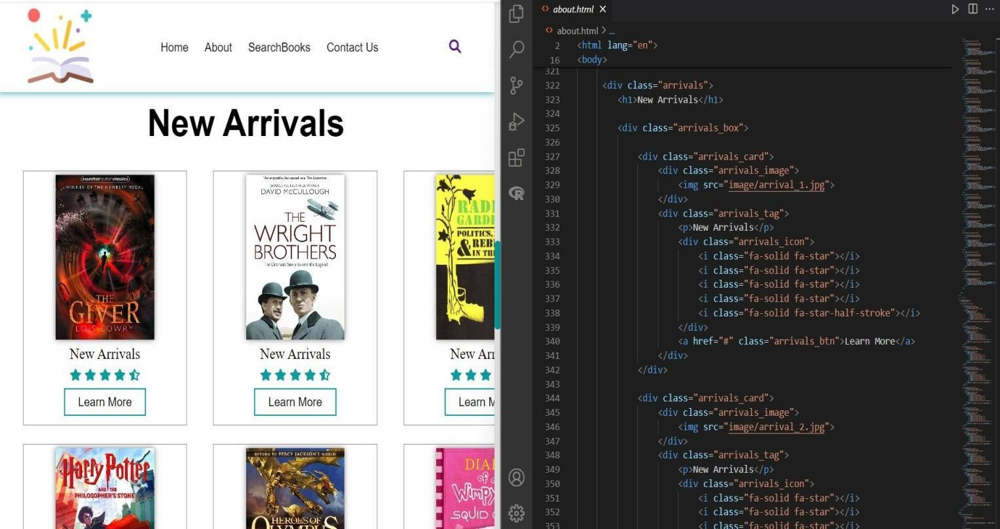 Home About SearchBooks Contact Us
New Arrivals
essentialmodernclassics
WINNER OF THE NEWBERY MEDAL
THE
GIVER
LOIS LOWRY
New Arrivals
Learn More
DAVID McCULLOUGH
THE
WRIGHT
BROTHERS
The Dramatic Story behind the Legend
New Arrivals
Learn More
RADI
GARDE
POLITICS,
& REBE
IN THE
New Arr
Learn M
Harry Potter
AND THE
PHILOSOPHER'S STONE
RETURN TO PERCY JACKSON'S WORLD
HEROES OF
OLYMPUS
DIAR
of a
Wimpy
SQUID
about.html
about.html > ...
2 <html lang="en">
16 <body>
321
322 <div class="arrivals">
323 <h1>New Arrivals</h1>
324
325 <div class="arrivals_box">
326
327 <div class="arrivals_card">
328 <div class="arrivals_image">
329 <img src="image/arrival_1.jpg">
330 </div>
331 <div class="arrivals_tag">
332 <p>New Arrivals</p>
333 <div class="arrivals_icon">
334 <i class="fa-solid fa-star"></i>
335 <i class="fa-solid fa-star"></i>
336 <i class="fa-solid fa-star"></i>
337 <i class="fa-solid fa-star"></i>
338 <i class="fa-solid fa-star-half-stroke"></i>
339 </div>
340 <a href="#" class="arrivals_btn">Learn More</a>
341 </div>
342 </div>
343
344 <div class="arrivals_card">
345 <div class="arrivals_image">
346 <img src="image/arrival_2.jpg">
347 </div>
348 <div class="arrivals_tag">
349 <p>New Arrivals</p>
350 <div class="arrivals_icon">
351 <i class="fa-solid fa-star"></i>
352 <i class="fa-solid fa-star"></i>
353 <i class="fa-solid fa-star"></i>